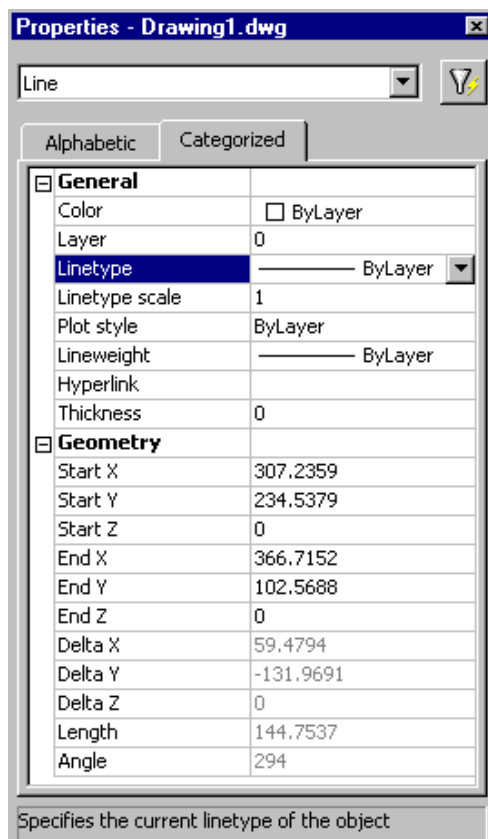 Properties - Drawing1.dwg
Line
Alphabetic Categorized
General
Color ByLayer
Layer 0
Linetype ByLayer
Linetype scale 1
Plot style ByLayer
Lineweight ByLayer
Hyperlink
Thickness 0
Geometry
Start X 307.2359
Start Y 234.5379
Start Z 0
End X 366.7152
End Y 102.5688
End Z 0
Delta X 59.4794
Delta Y -131.9691
Delta Z 0
Length 144.7537
Angle 294
Specifies the current linetype of the object